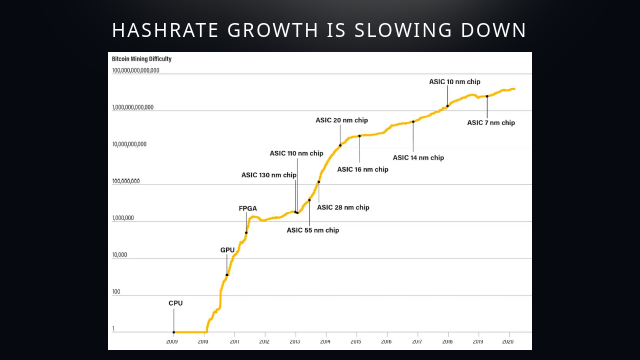 HASHRATE GROWTH IS SLOWING DOWN
Bitcoin Mining Difficulty
100,000,000,000,000
ASIC 10 nm chip
1,000,000,000,000
ASIC 20 nm chip
ASIC 7 nm chip
10,000,000,000
ASIC 110 nm chip
ASIC 14 nm chip
ASIC 16 nm chip
ASIC 130 nm chip
100,000,000
FPGA
ASIC 28 nm chip
1,000,000
ASIC 55 nm chip
GPU
10,000
100
CPU
1
2009 2010 2011 2012 2013 2014 2015 2016 2017 2018 2019 2020